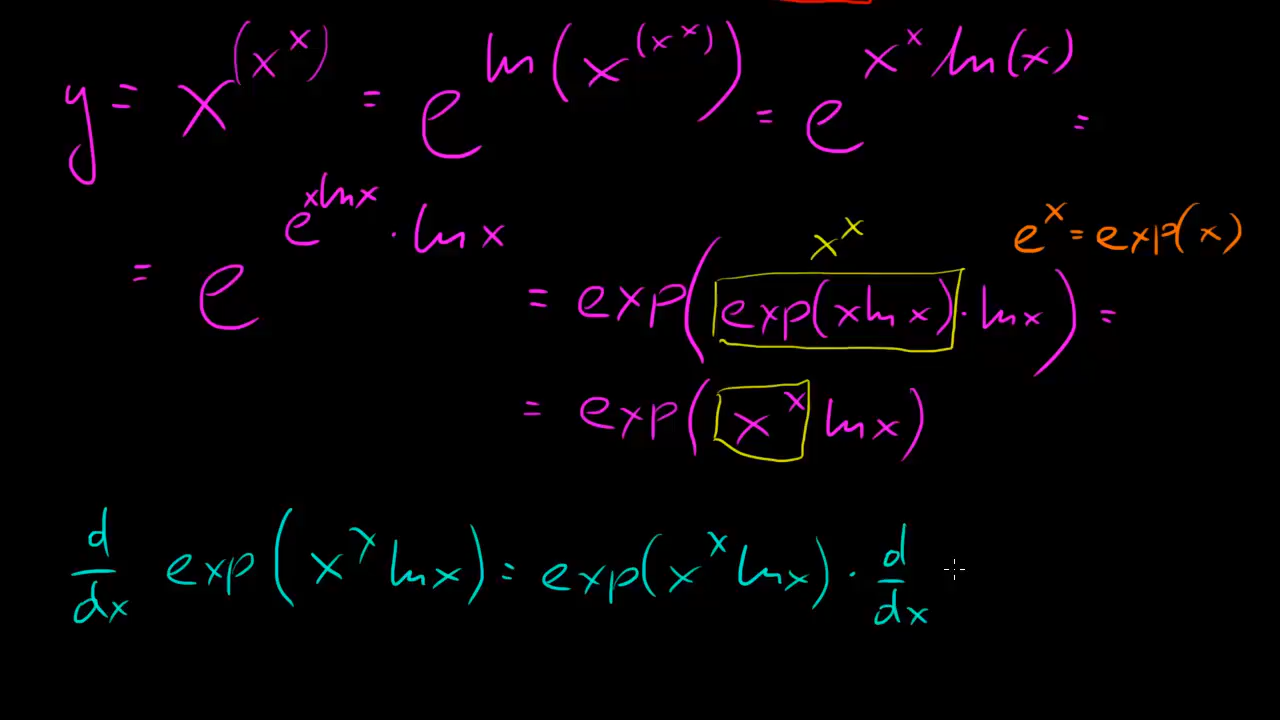 y = x^(x^x) = e^ln(x^(x^x)) = e^(x^x ln(x)) =
= e^(e^(x ln x) · ln x) = exp(exp(x ln x) · ln x) =
x^x
e^x = exp(x)
= exp(x^x ln x)
d/dx exp(x^x ln x) = exp(x^x ln x) · d/dx